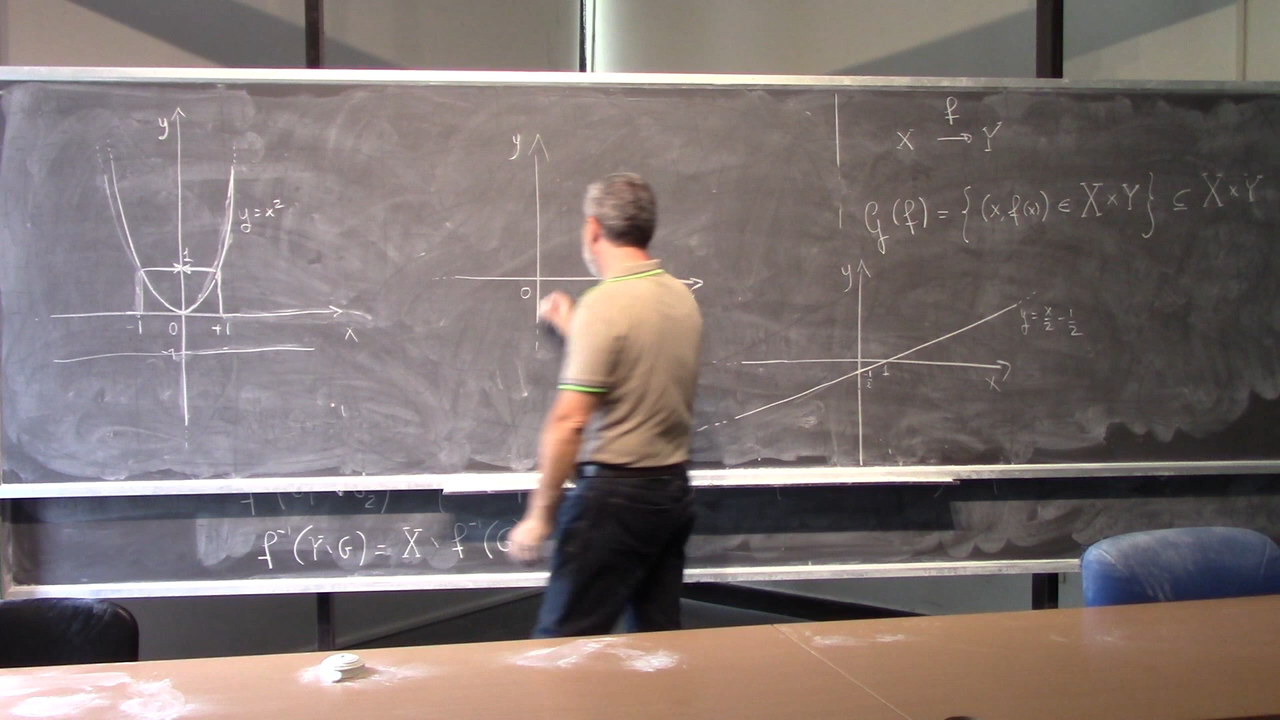 y
y = x²
1
-1 0 +1
x
y
0
X —f→ Y
G(f) = {(x, f(x)) ∈ X × Y} ⊆ X × Y
y
y = x/2 - 1/2
-1/2 1
x
f⁻¹(Y∖G) = X ∖ f⁻¹(G